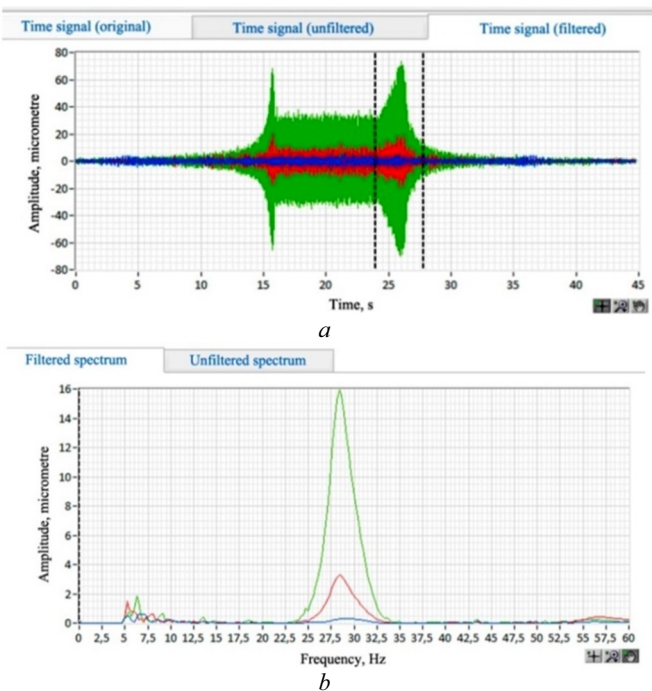 Time signal (original) Time signal (unfiltered) Time signal (filtered)
80
60
40
20
0
-20
-40
-60
-80
Amplitude, micrometre
0 5 10 15 20 25 30 35 40 45
Time, s
a
Filtered spectrum Unfiltered spectrum
16
14
12
10
8
6
4
2
0
Amplitude, micrometre
0 2,5 5 7,5 10 12,5 15 17,5 20 22,5 25 27,5 30 32,5 35 37,5 40 42,5 45 47,5 50 52,5 55 57,5 60
Frequency, Hz
b